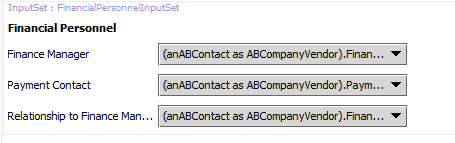 InputSet : FinancialPersonnelInputSet
Financial Personnel
Finance Manager (anABContact as ABCompanyVendor).Finan...
Payment Contact (anABContact as ABCompanyVendor).Paym...
Relationship to Finance Man... (anABContact as ABCompanyVendor).Finan...